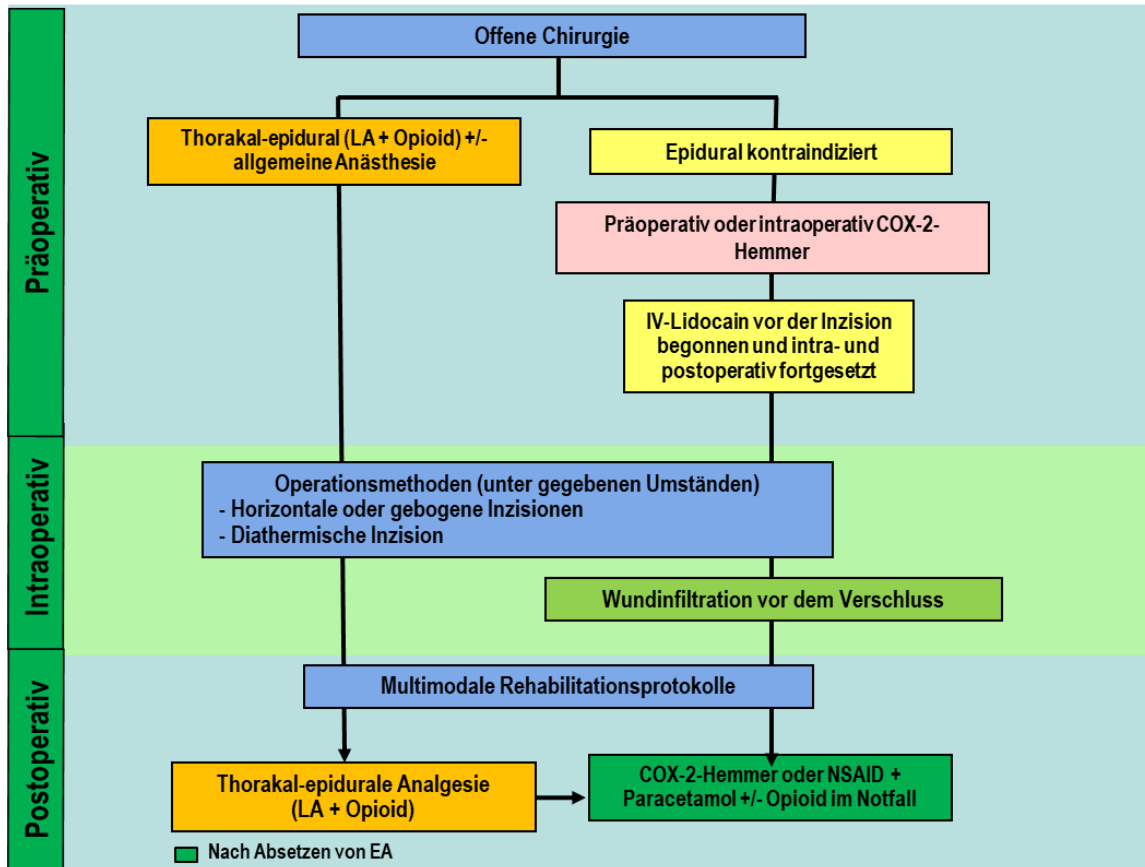 Präoperativ
Offene Chirurgie
Thorakal-epidural (LA + Opioid) +/-
allgemeine Anästhesie
Epidural kontraindiziert
Präoperativ oder intraoperativ COX-2-
Hemmer
IV-Lidocain vor der Inzision
begonnen und intra- und
postoperativ fortgesetzt
Intraoperativ
Operationsmethoden (unter gegebenen Umständen)
- Horizontale oder gebogene Inzisionen
- Diathermische Inzision
Wundinfiltration vor dem Verschluss
Postoperativ
Multimodale Rehabilitationsprotokolle
Thorakal-epidurale Analgesie
(LA + Opioid)
COX-2-Hemmer oder NSAID +
Paracetamol +/- Opioid im Notfall
Nach Absetzen von EA